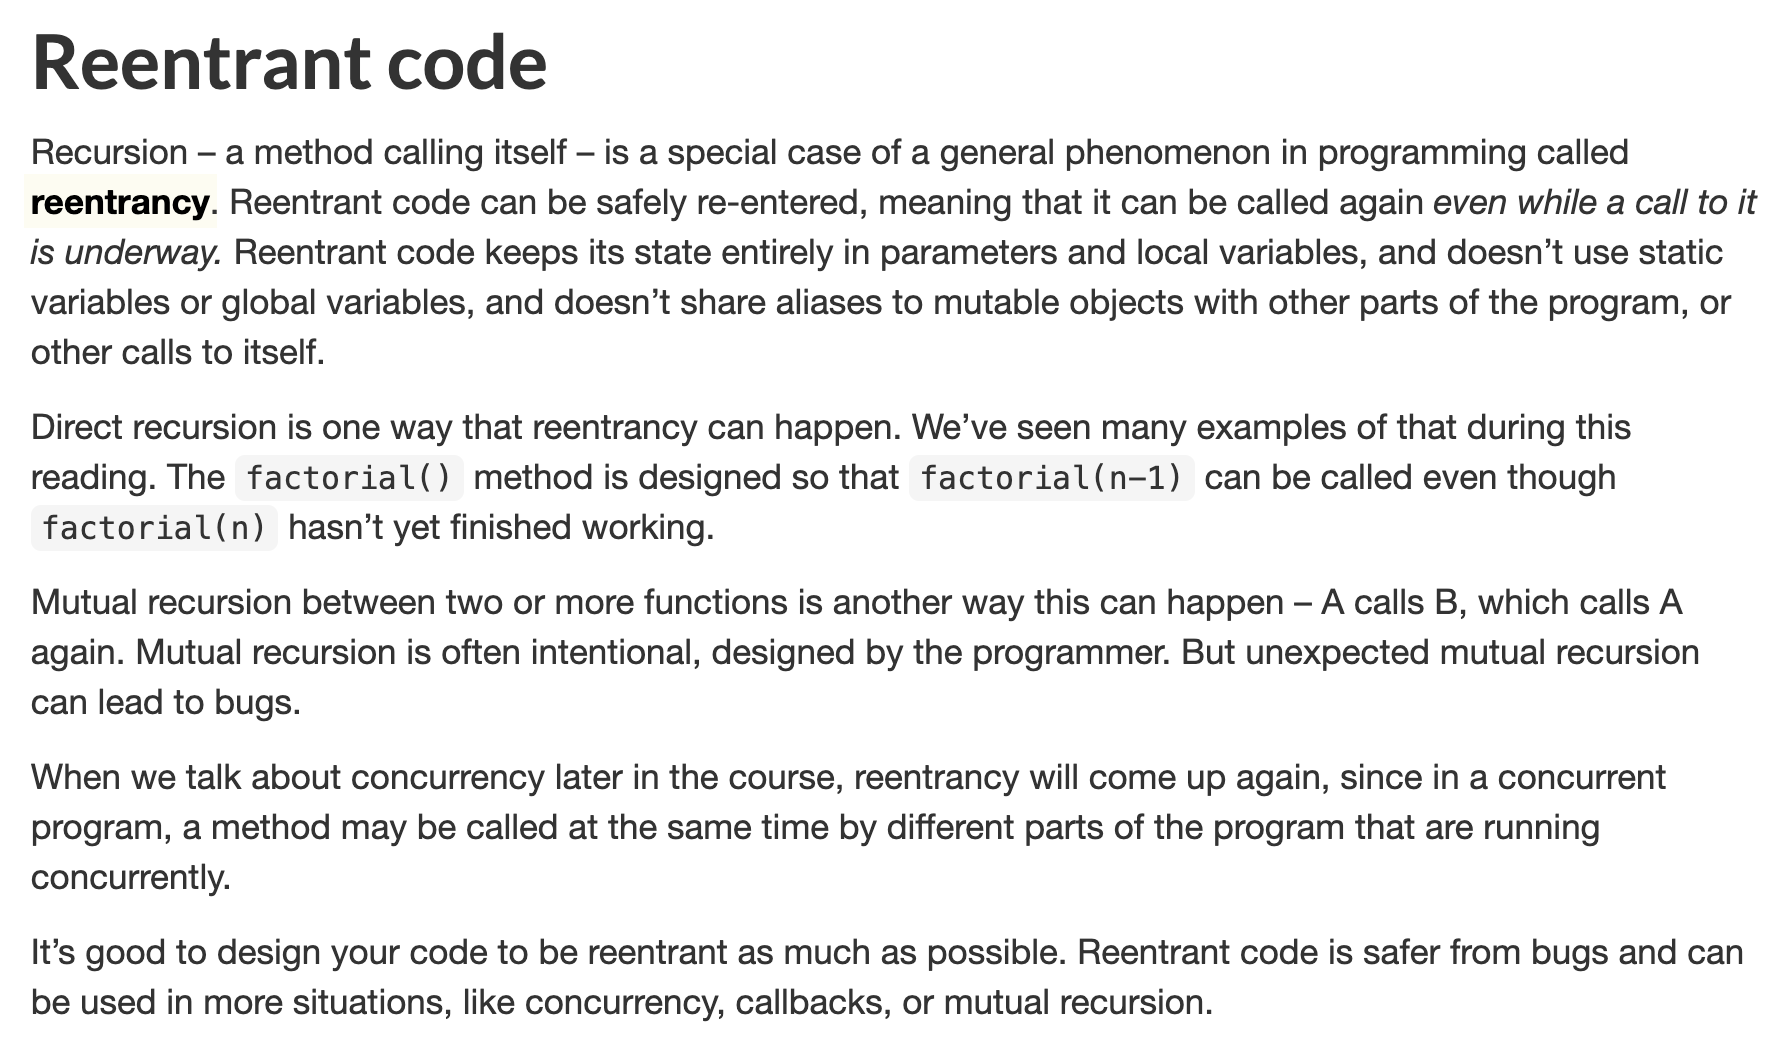 Reentrant code
Recursion – a method calling itself – is a special case of a general phenomenon in programming called
reentrancy. Reentrant code can be safely re-entered, meaning that it can be called again even while a call to it
is underway. Reentrant code keeps its state entirely in parameters and local variables, and doesn’t use static
variables or global variables, and doesn’t share aliases to mutable objects with other parts of the program, or
other calls to itself.
Direct recursion is one way that reentrancy can happen. We’ve seen many examples of that during this
reading. The factorial() method is designed so that factorial(n−1) can be called even though
factorial(n) hasn’t yet finished working.
Mutual recursion between two or more functions is another way this can happen – A calls B, which calls A
again. Mutual recursion is often intentional, designed by the programmer. But unexpected mutual recursion
can lead to bugs.
When we talk about concurrency later in the course, reentrancy will come up again, since in a concurrent
program, a method may be called at the same time by different parts of the program that are running
concurrently.
It’s good to design your code to be reentrant as much as possible. Reentrant code is safer from bugs and can
be used in more situations, like concurrency, callbacks, or mutual recursion.